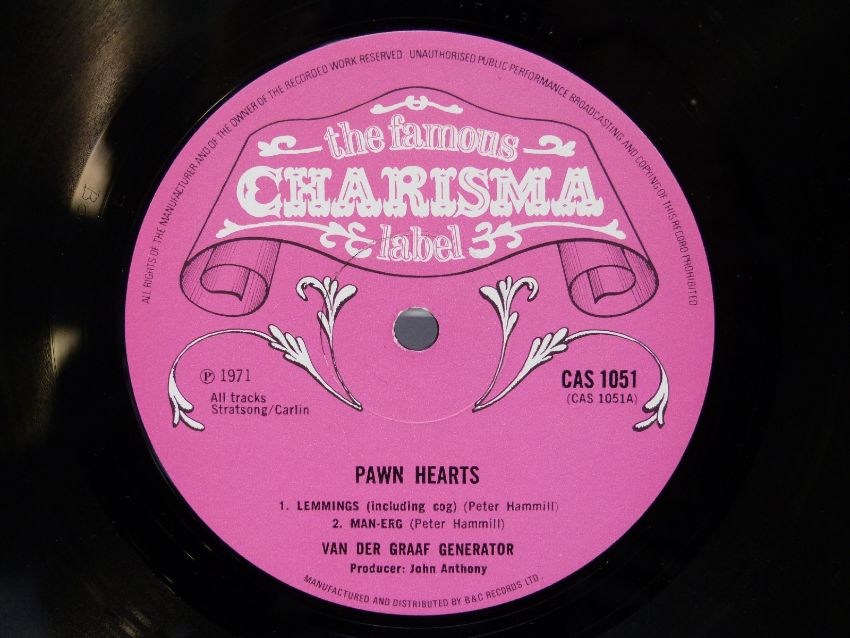 ALL RIGHTS OF THE MANUFACTURER AND OF THE OWNER OF THE RECORDED WORK RESERVED · UNAUTHORISED PUBLIC PERFORMANCE BROADCASTING AND COPYING OF THIS RECORD PROHIBITED
the famous
CHARISMA
label
℗ 1971
All tracks
Stratsong/Carlin
CAS 1051
(CAS 1051A)
PAWN HEARTS
1. LEMMINGS (including cog) (Peter Hammill)
2. MAN-ERG (Peter Hammill)
VAN DER GRAAF GENERATOR
Producer: John Anthony
MANUFACTURED AND DISTRIBUTED BY B&C RECORDS LTD.